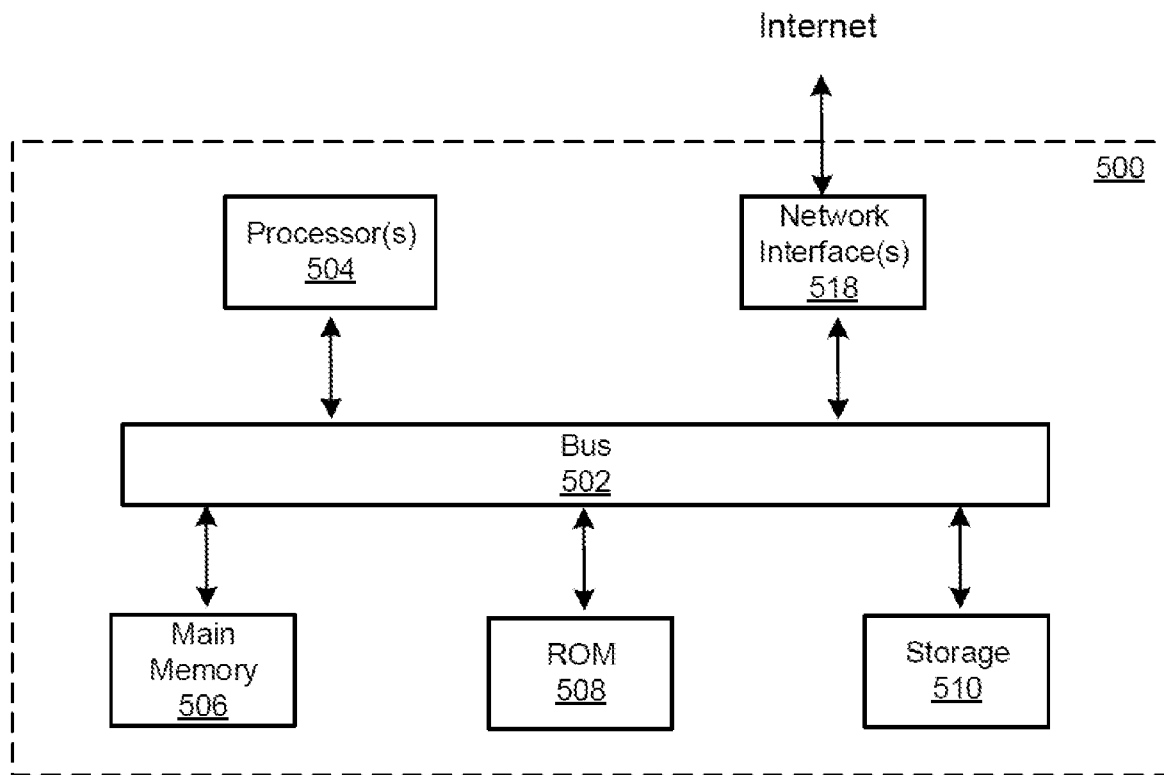 Internet
500
Processor(s)
504
Network
Interface(s)
518
Bus
502
Main
Memory
506
ROM
508
Storage
510